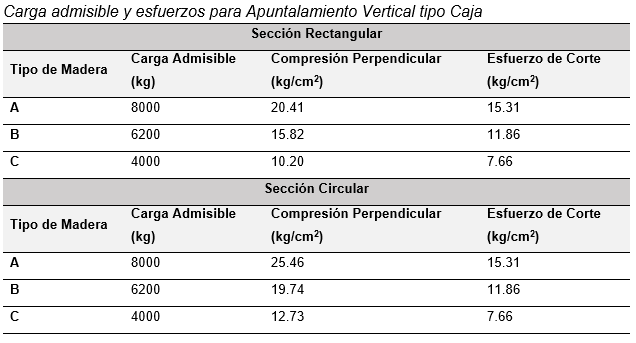 Carga admisible y esfuerzos para Apuntalamiento Vertical tipo Caja
Sección Rectangular
Tipo de Madera Carga Admisible (kg) Compresión Perpendicular (kg/cm2) Esfuerzo de Corte (kg/cm2)
A 8000 20.41 15.31
B 6200 15.82 11.86
C 4000 10.20 7.66
Sección Circular
Tipo de Madera Carga Admisible (kg) Compresión Perpendicular (kg/cm2) Esfuerzo de Corte (kg/cm2)
A 8000 25.46 15.31
B 6200 19.74 11.86
C 4000 12.73 7.66